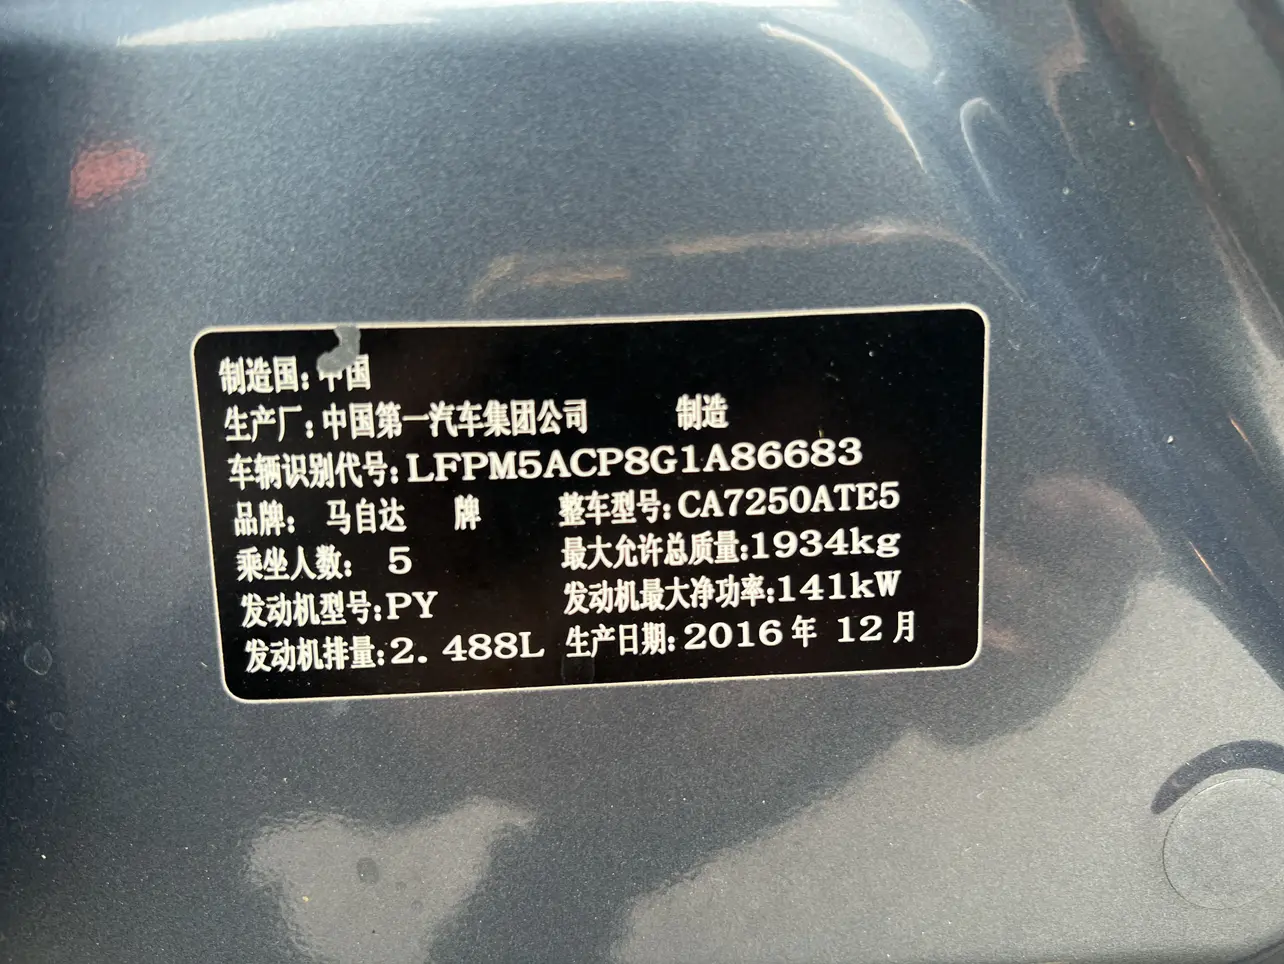 制造国：中国
生产厂：中国第一汽车集团公司 制造
车辆识别代号：LFPM5ACP8G1A86683
品牌： 马自达 牌 整车型号：CA7250ATE5
乘坐人数： 5 最大允许总质量：1934kg
发动机型号：PY 发动机最大净功率：141kW
发动机排量：2. 488L 生产日期：2016年 12月